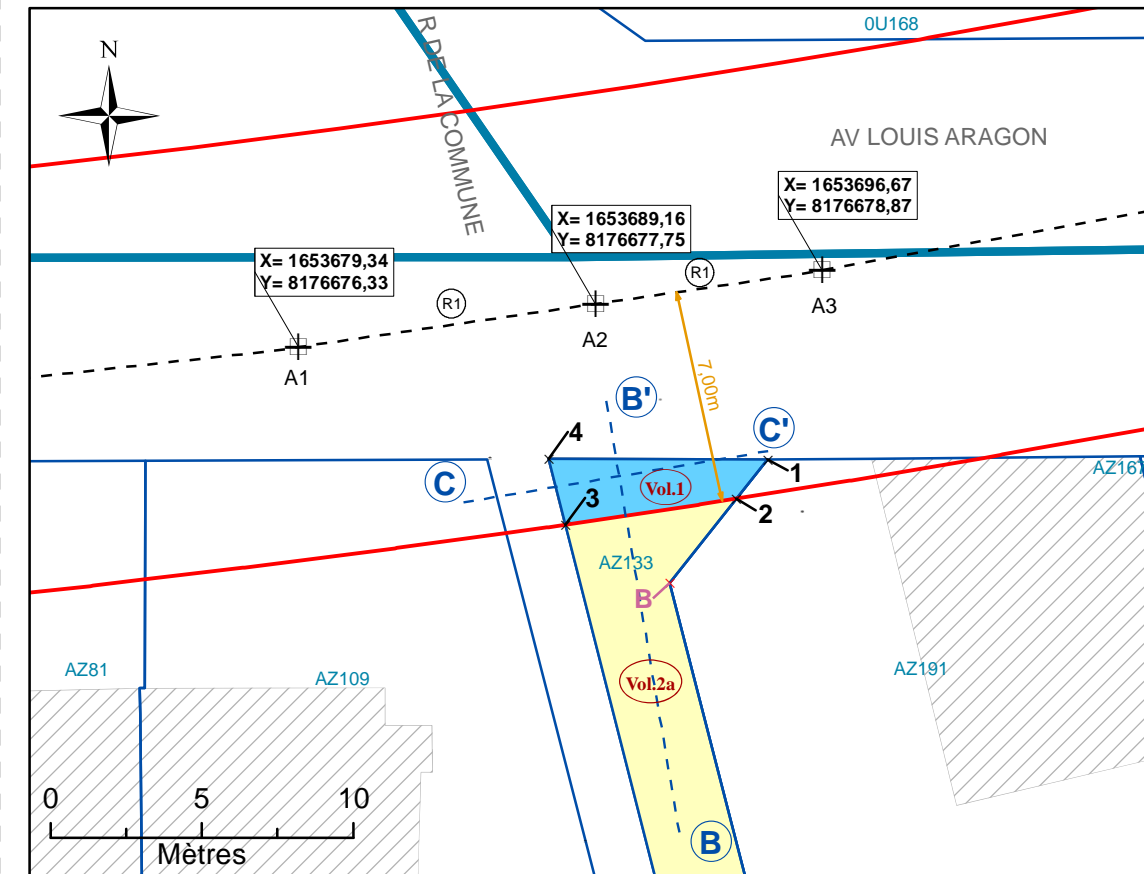 0U168
N
R DE LA COMMUNE
AV LOUIS ARAGON
X= 1653696,67
Y= 8176678,87
X= 1653689,16
Y= 8176677,75
X= 1653679,34
Y= 8176676,33
R1
R1
A3
A2
A1
7,00m
B'
C'
4
1
C
Vol.1
AZ167
3
2
AZ133
B
AZ81
AZ109
Vol.2a
AZ191
0 5 10
Mètres
B